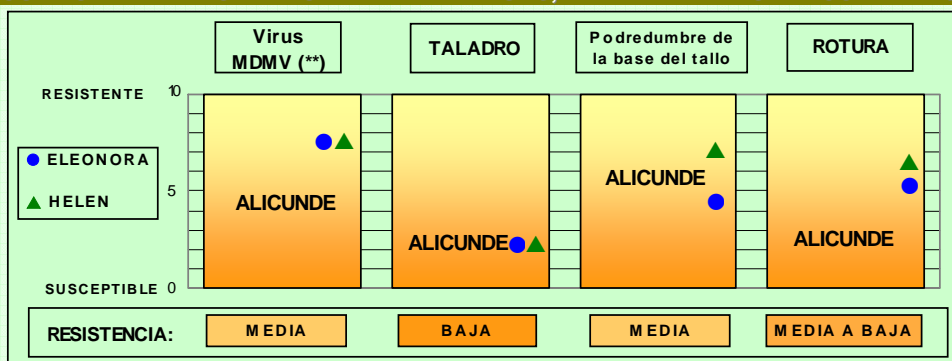 Virus
MDMV (**)
TALADRO
Podredumbre de
la base del tallo
ROTURA
RESISTENTE 10
ELEONORA
HELEN
5
ALICUNDE
ALICUNDE
ALICUNDE
ALICUNDE
SUSCEPTIBLE 0
RESISTENCIA: MEDIA BAJA MEDIA MEDIA A BAJA